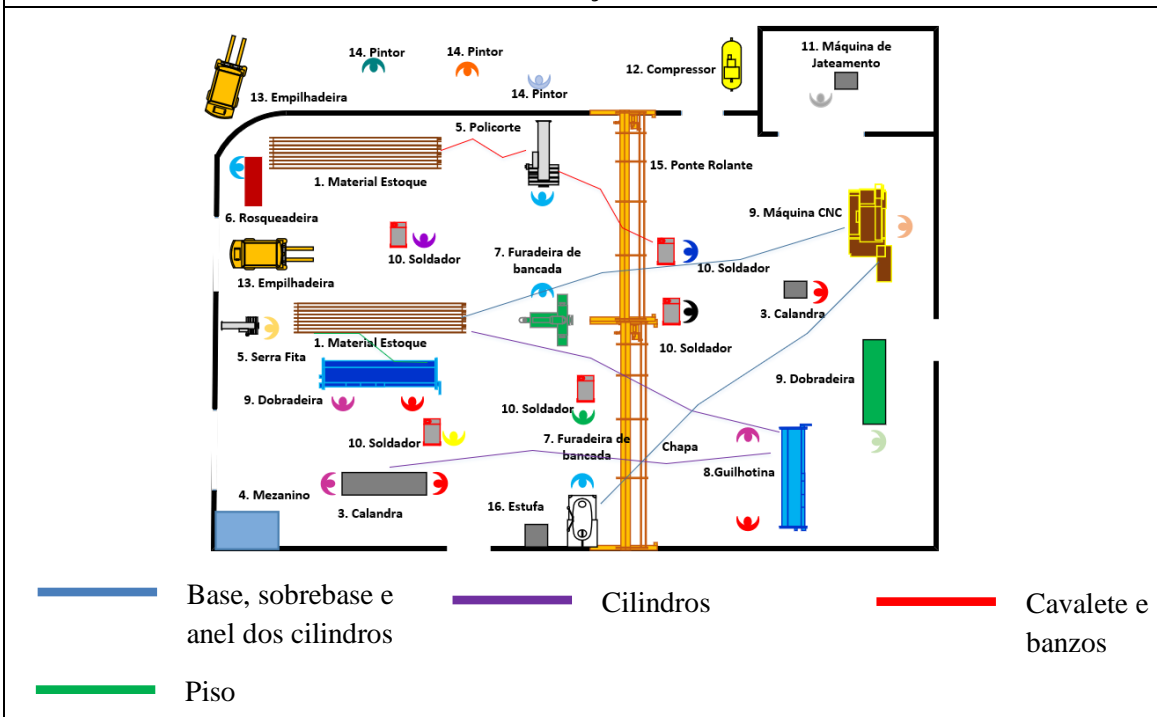 14. Pintor
14. Pintor
11. Máquina de
Jateamento
12. Compressor
13. Empilhadeira
14. Pintor
5. Policorte
15. Ponte Rolante
1. Material Estoque
6. Rosqueadeira
9. Máquina CNC
10. Soldador
7. Furadeira de
bancada
10. Soldador
13. Empilhadeira
3. Calandra
5. Serra Fita
1. Material Estoque
10. Soldador
9. Dobradeira
9. Dobradeira
10. Soldador
10. Soldador
7. Furadeira de
bancada
Chapa
8.Guilhotina
4. Mezanino
3. Calandra
16. Estufa
Base, sobrebase e
anel dos cilindros
Cilindros
Cavalete e
banzos
Piso